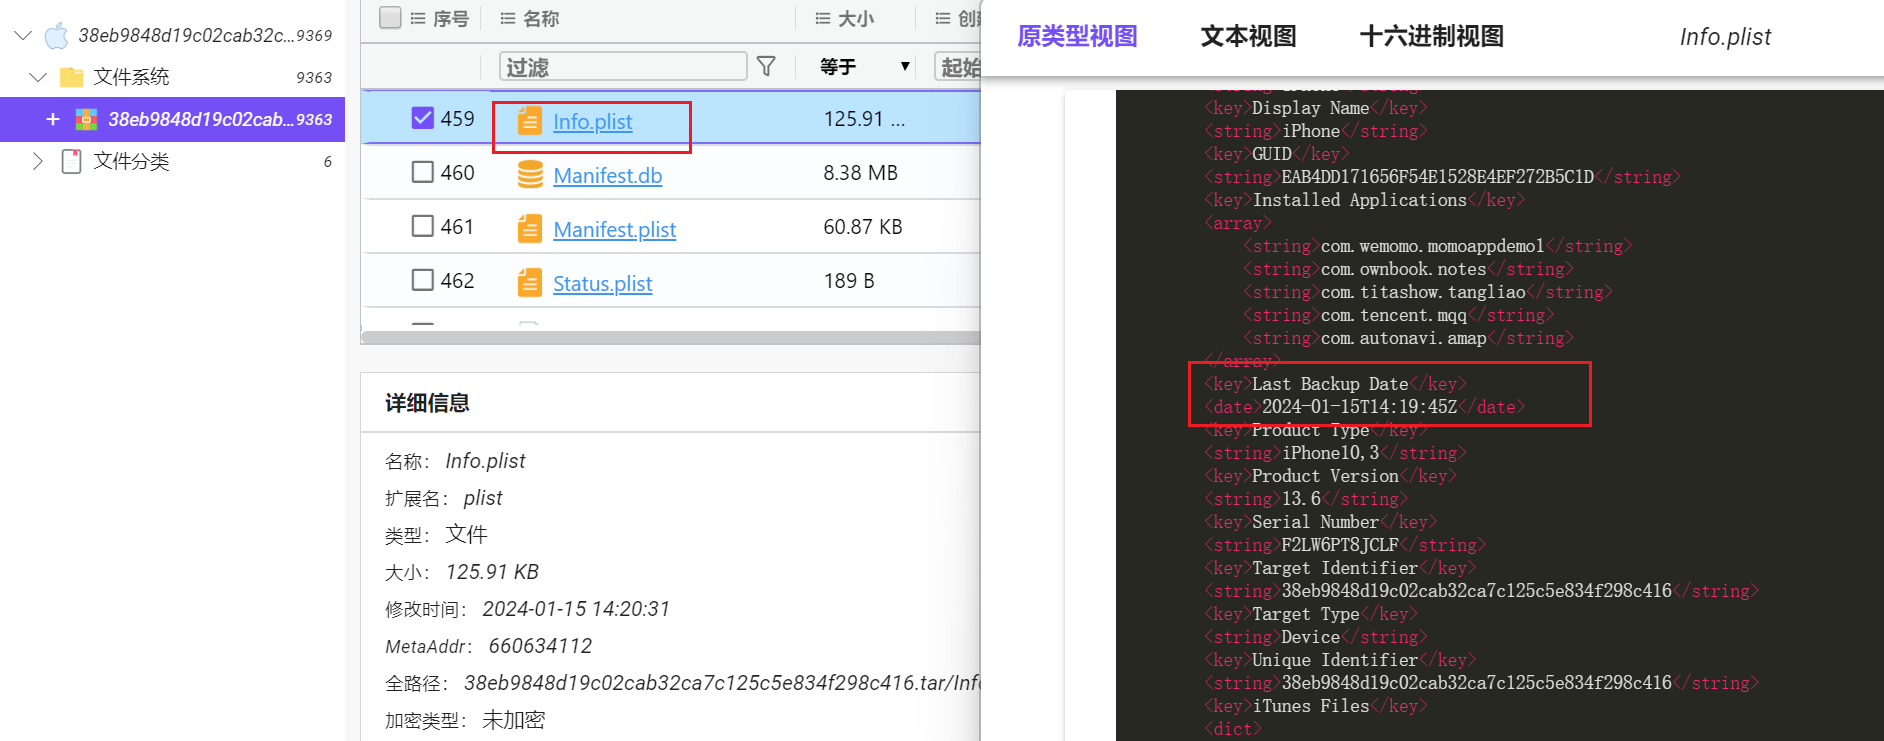 38eb9848d19c02cab32c...9369
文件系统 9363
38eb9848d19c02cab...9363
文件分类 6
序号 名称 大小
过滤 等于 起始
459 Info.plist 125.91 ...
460 Manifest.db 8.38 MB
461 Manifest.plist 60.87 KB
462 Status.plist 189 B
详细信息
名称： Info.plist
扩展名： plist
类型： 文件
大小： 125.91 KB
修改时间： 2024-01-15 14:20:31
MetaAddr： 660634112
全路径： 38eb9848d19c02cab32ca7c125c5e834f298c416.tar/Inf
加密类型： 未加密
原类型视图 文本视图 十六进制视图 Info.plist
<key>Display Name</key>
<string>iPhone</string>
<key>GUID</key>
<string>EAB4DD171656F54E1528E4EF272B5C1D</string>
<key>Installed Applications</key>
<array>
<string>com.wemomo.momoappdemo1</string>
<string>com.ownbook.notes</string>
<string>com.titashow.tangliao</string>
<string>com.tencent.mqq</string>
<string>com.autonavi.amap</string>
</array>
<key>Last Backup Date</key>
<date>2024-01-15T14:19:45Z</date>
<key>Product Type</key>
<string>iPhone10,3</string>
<key>Product Version</key>
<string>13.6</string>
<key>Serial Number</key>
<string>F2LW6PT8JCLF</string>
<key>Target Identifier</key>
<string>38eb9848d19c02cab32ca7c125c5e834f298c416</string>
<key>Target Type</key>
<string>Device</string>
<key>Unique Identifier</key>
<string>38eb9848d19c02cab32ca7c125c5e834f298c416</string>
<key>iTunes Files</key>
<dict>